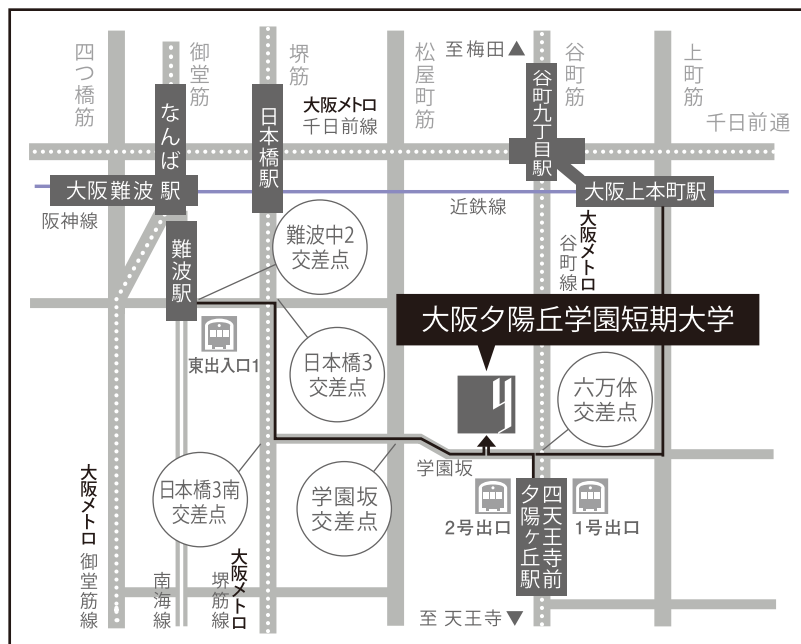 四つ橋筋
御堂筋
堺筋
松屋町筋
至梅田▲
谷町筋
上町筋
なんば
駅
日本橋駅
大阪メトロ
千日前線
谷町九丁目駅
千日前通
大阪難波
大阪上本町駅
阪神線
近鉄線
難波駅
難波中2
交差点
大阪メトロ
谷町線
大阪夕陽丘学園短期大学
東出入口1
日本橋3
交差点
六万体
交差点
学園坂
日本橋3南
交差点
学園坂
交差点
2号出口
四天王寺前
夕陽ヶ丘駅
1号出口
大阪メトロ
御堂筋線
南海線
大阪メトロ
堺筋線
至 天王寺▼